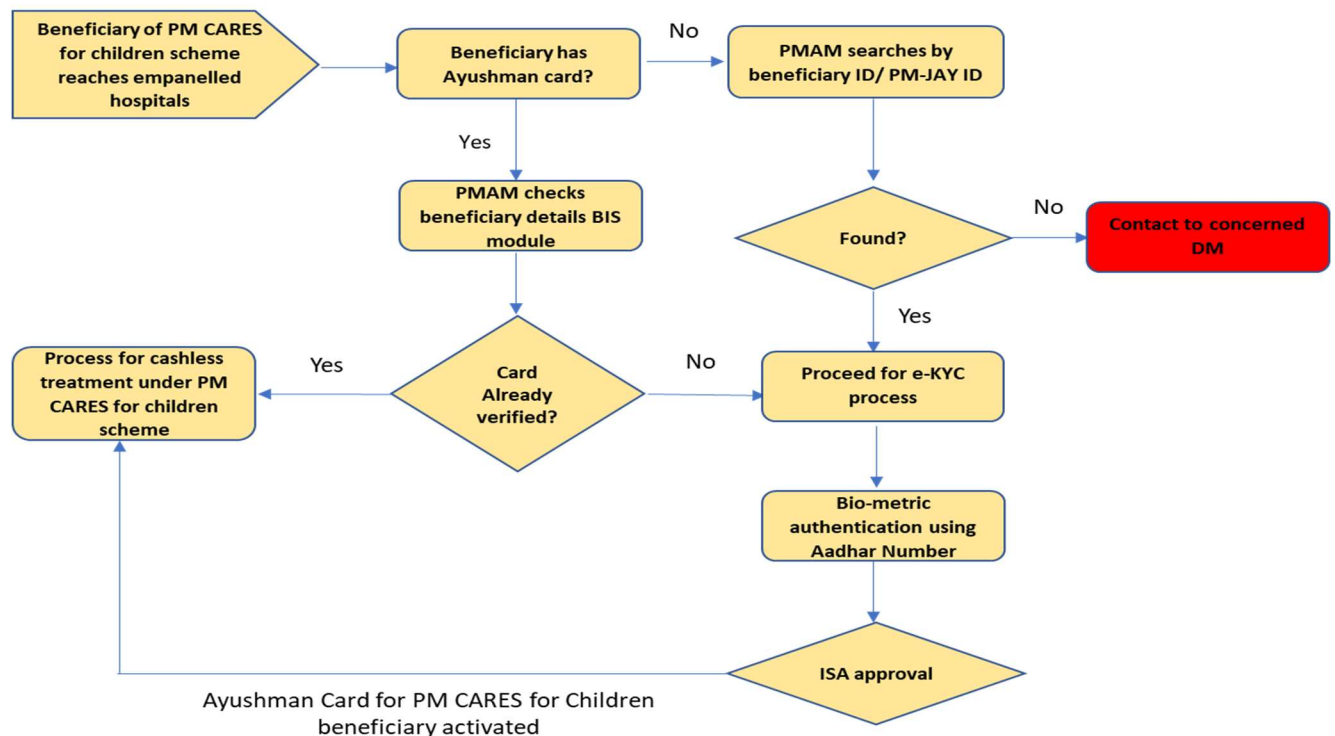 Beneficiary of PM CARES
for children scheme
reaches empanelled
hospitals
Beneficiary has
Ayushman card?
No
PMAM searches by
beneficiary ID/ PM-JAY ID
Yes
PMAM checks
beneficiary details BIS
module
Found?
No
Contact to concerned
DM
Yes
Process for cashless
treatment under PM
CARES for children
scheme
Yes
Card
Already
verified?
No
Proceed for e-KYC
process
Bio-metric
authentication using
Aadhar Number
ISA approval
Ayushman Card for PM CARES for Children
beneficiary activated